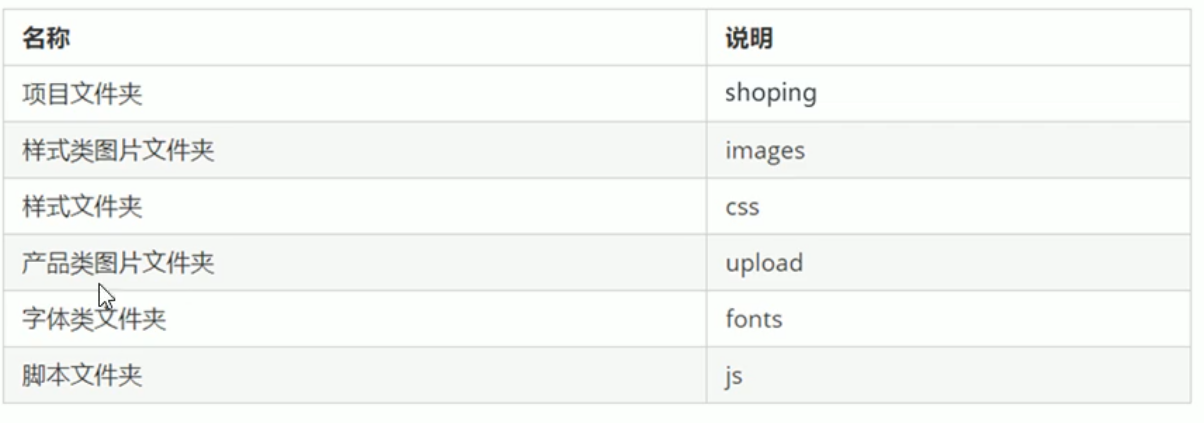 名称 说明
项目文件夹 shoping
样式类图片文件夹 images
样式文件夹 css
产品类图片文件夹 upload
字体类文件夹 fonts
脚本文件夹 js